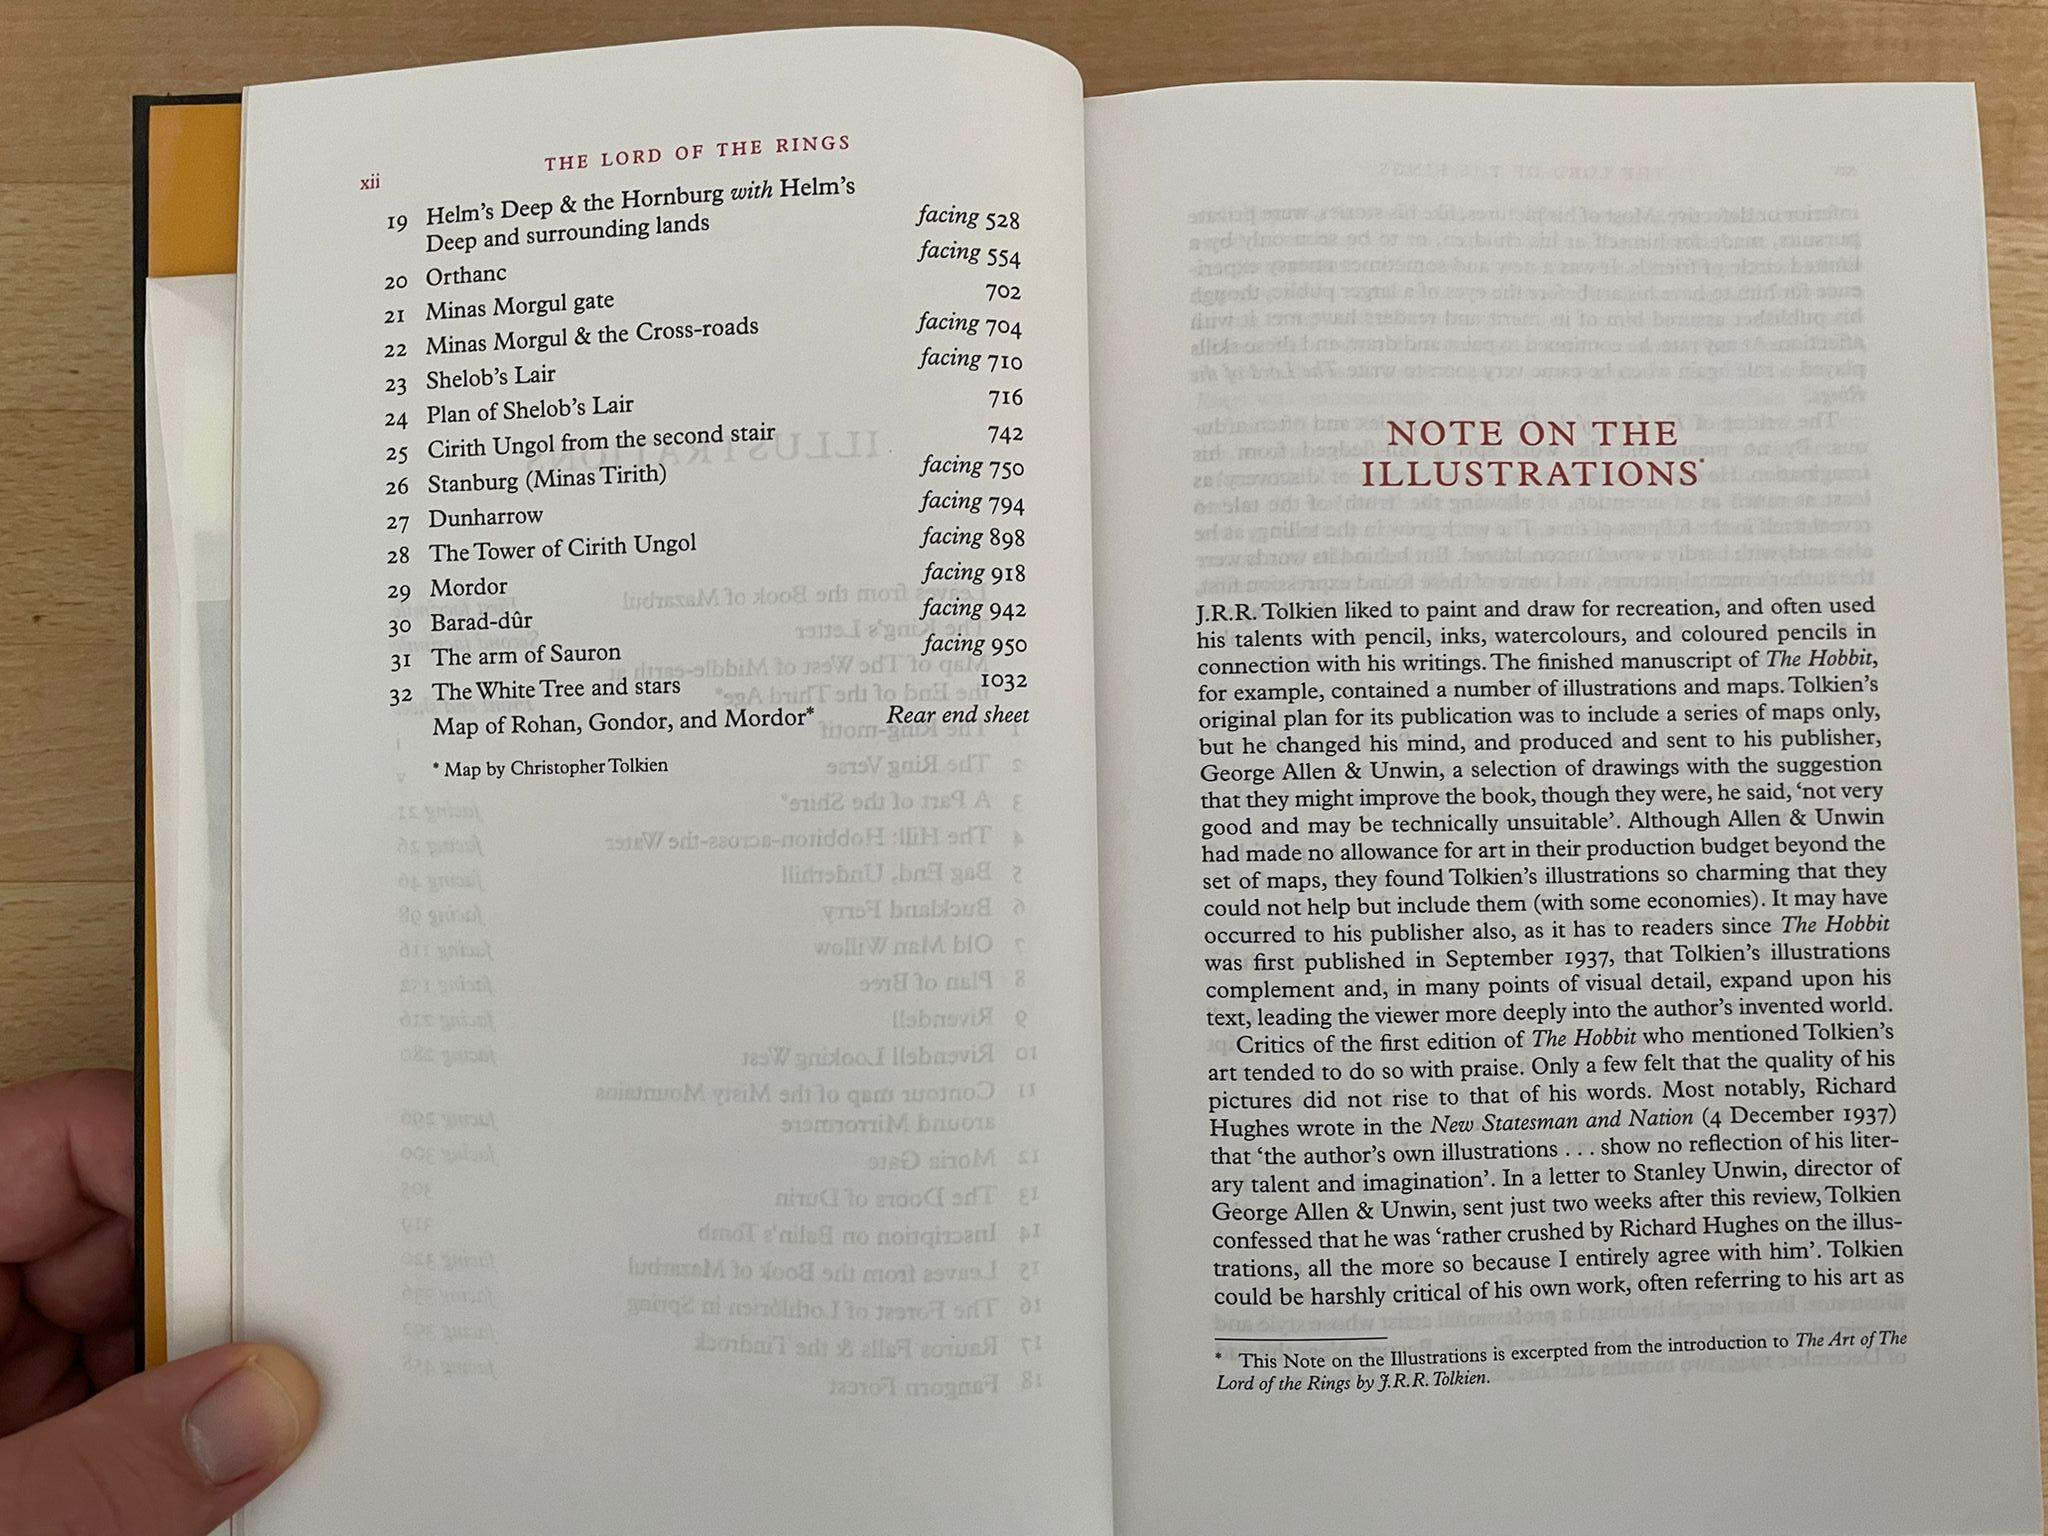 THE LORD OF THE RINGS
xii
19 Helm's Deep & the Hornburg with Helm's
Deep and surrounding lands facing 528
20 Orthanc facing 554
21 Minas Morgul gate 702
22 Minas Morgul & the Cross-roads facing 704
23 Shelob's Lair facing 710
24 Plan of Shelob's Lair 716
25 Cirith Ungol from the second stair 742
26 Stanburg (Minas Tirith) facing 750
27 Dunharrow facing 794
28 The Tower of Cirith Ungol facing 898
29 Mordor facing 918
30 Barad-dûr facing 942
31 The arm of Sauron facing 950
32 The White Tree and stars 1032
Map of Rohan, Gondor, and Mordor* Rear end sheet
* Map by Christopher Tolkien
NOTE ON THE
ILLUSTRATIONS*
J.R.R. Tolkien liked to paint and draw for recreation, and often used
his talents with pencil, inks, watercolours, and coloured pencils in
connection with his writings. The finished manuscript of The Hobbit,
for example, contained a number of illustrations and maps. Tolkien's
original plan for its publication was to include a series of maps only,
but he changed his mind, and produced and sent to his publisher,
George Allen & Unwin, a selection of drawings with the suggestion
that they might improve the book, though they were, he said, 'not very
good and may be technically unsuitable'. Although Allen & Unwin
had made no allowance for art in their production budget beyond the
set of maps, they found Tolkien's illustrations so charming that they
could not help but include them (with some economies). It may have
occurred to his publisher also, as it has to readers since The Hobbit
was first published in September 1937, that Tolkien's illustrations
complement and, in many points of visual detail, expand upon his
text, leading the viewer more deeply into the author's invented world.
Critics of the first edition of The Hobbit who mentioned Tolkien's
art tended to do so with praise. Only a few felt that the quality of his
pictures did not rise to that of his words. Most notably, Richard
Hughes wrote in the New Statesman and Nation (4 December 1937)
that 'the author's own illustrations . . . show no reflection of his liter-
ary talent and imagination'. In a letter to Stanley Unwin, director of
George Allen & Unwin, sent just two weeks after this review, Tolkien
confessed that he was 'rather crushed by Richard Hughes on the illus-
trations, all the more so because I entirely agree with him'. Tolkien
could be harshly critical of his own work, often referring to his art as
* This Note on the Illustrations is excerpted from the introduction to The Art of The
Lord of the Rings by J.R.R. Tolkien.